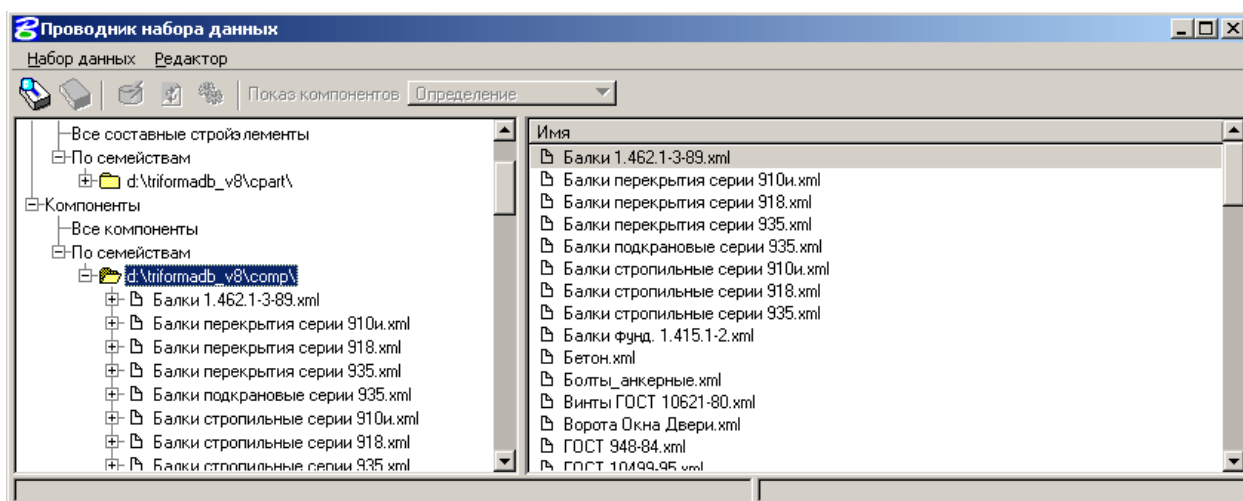 Проводник набора данных
Набор данных Редактор
Показ компонентов Определение
Все составные стройэлементы
По семействам
d:\triformadb_v8\cpart\
Компоненты
Все компоненты
По семействам
d:\triformadb_v8\comp\
Балки 1.462.1-3-89.xml
Балки перекрытия серии 910и.xml
Балки перекрытия серии 918.xml
Балки перекрытия серии 935.xml
Балки подкрановые серии 935.xml
Балки стропильные серии 910и.xml
Балки стропильные серии 918.xml
Балки стропильные серии 935.xml
Имя
Балки 1.462.1-3-89.xml
Балки перекрытия серии 910и.xml
Балки перекрытия серии 918.xml
Балки перекрытия серии 935.xml
Балки подкрановые серии 935.xml
Балки стропильные серии 910и.xml
Балки стропильные серии 918.xml
Балки стропильные серии 935.xml
Балки фунд. 1.415.1-2.xml
Бетон.xml
Болты_анкерные.xml
Винты ГОСТ 10621-80.xml
Ворота Окна Двери.xml
ГОСТ 948-84.xml
ГОСТ 10499-95.xml